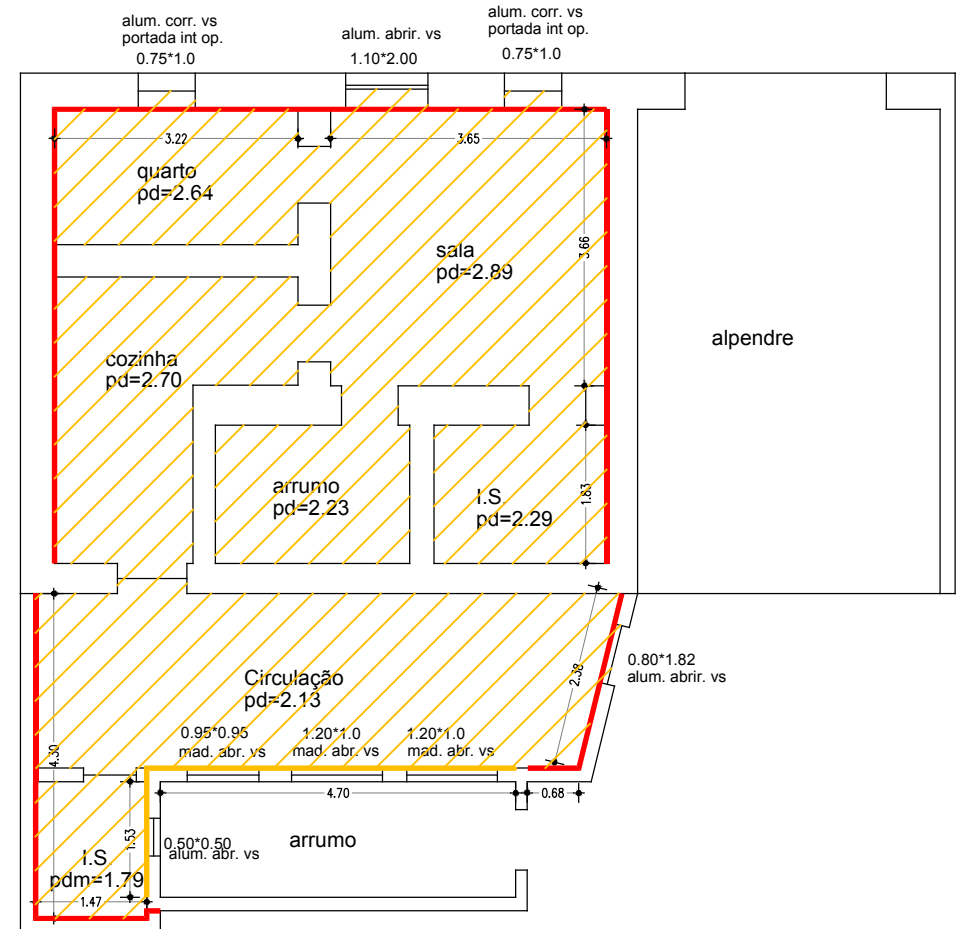 alum. corr. vs
portada int op.
0.75*1.0
alum. abrir. vs
1.10*2.00
alum. corr. vs
portada int op.
0.75*1.0
3.22
3.65
quarto
pd=2.64
sala
pd=2.89
3.66
alpendre
cozinha
pd=2.70
arrumo
pd=2.23
I.S.
pd=2.29
1.83
Circulação
pd=2.13
2.38
0.80*1.82
alum. abrir. vs
0.95*0.95
mad. abr. vs
1.20*1.0
mad. abr. vs
1.20*1.0
mad. abr. vs
4.30
4.70
0.68
1.53
0.50*0.50
alum. abr. vs
arrumo
I.S.
pdm=1.79
1.47